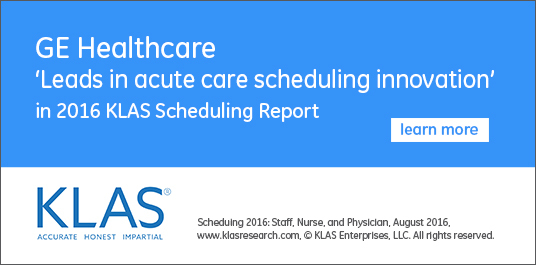 GE Healthcare
‘Leads in acute care scheduling innovation’
in 2016 KLAS Scheduling Report
learn more
KLAS®
ACCURATE HONEST IMPARTIAL
Scheduing 2016: Staff, Nurse, and Physician, August 2016,
www.klasresearch.com, © KLAS Enterprises, LLC. All rights reserved.